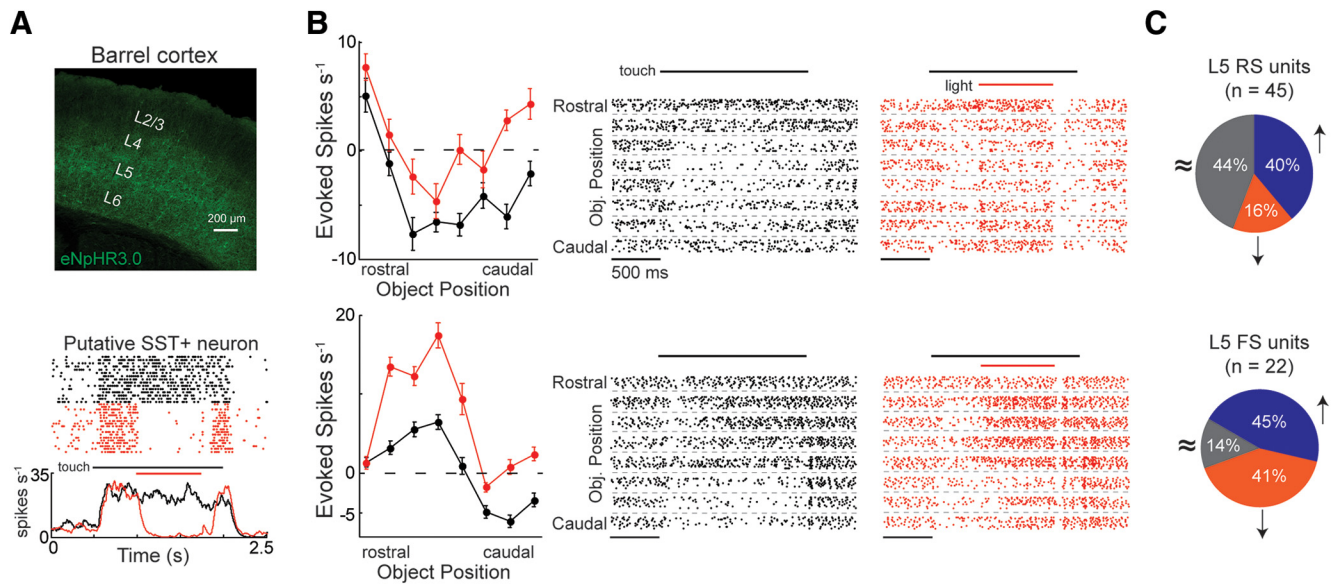 A
Barrel cortex
L2/3
L4
L5
L6
200 µm
eNpHR3.0
Putative SST+ neuron
touch
35
spikes s-1
0
0
2.5
Time (s)
B
10
0
-10
Evoked Spikes s-1
rostral
caudal
Object Position
touch
light
Rostral
Obj. Position
Caudal
500 ms
20
10
0
-5
Evoked Spikes s-1
rostral
caudal
Object Position
Rostral
Obj. Position
Caudal
C
L5 RS units
(n = 45)
≈
44%
40%
16%
↑
↓
L5 FS units
(n = 22)
≈
45%
14%
41%
↑
↓